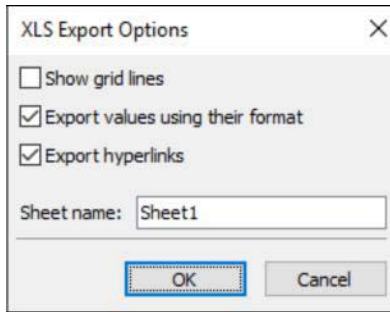 XLS Export Options
Show grid lines
Export values using their format
Export hyperlinks
Sheet name: Sheet1
OK Cancel